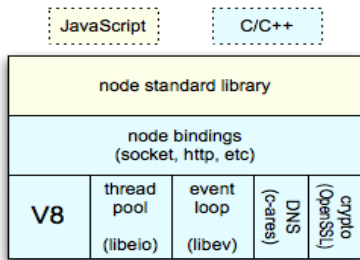 JavaScript
C/C++
node standard library
node bindings
(socket, http, etc)
V8
thread
pool
(libeio)
event
loop
(libev)
DNS
(c-ares)
crypto
(OpenSSL)